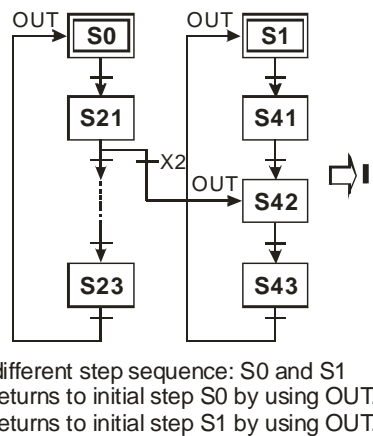 OUT OUT
S0 S1
S21 S41
X2
OUT
S42
S23 S43
different step sequence: S0 and S1
returns to initial step S0 by using OUT.
returns to initial step S1 by using OUT.